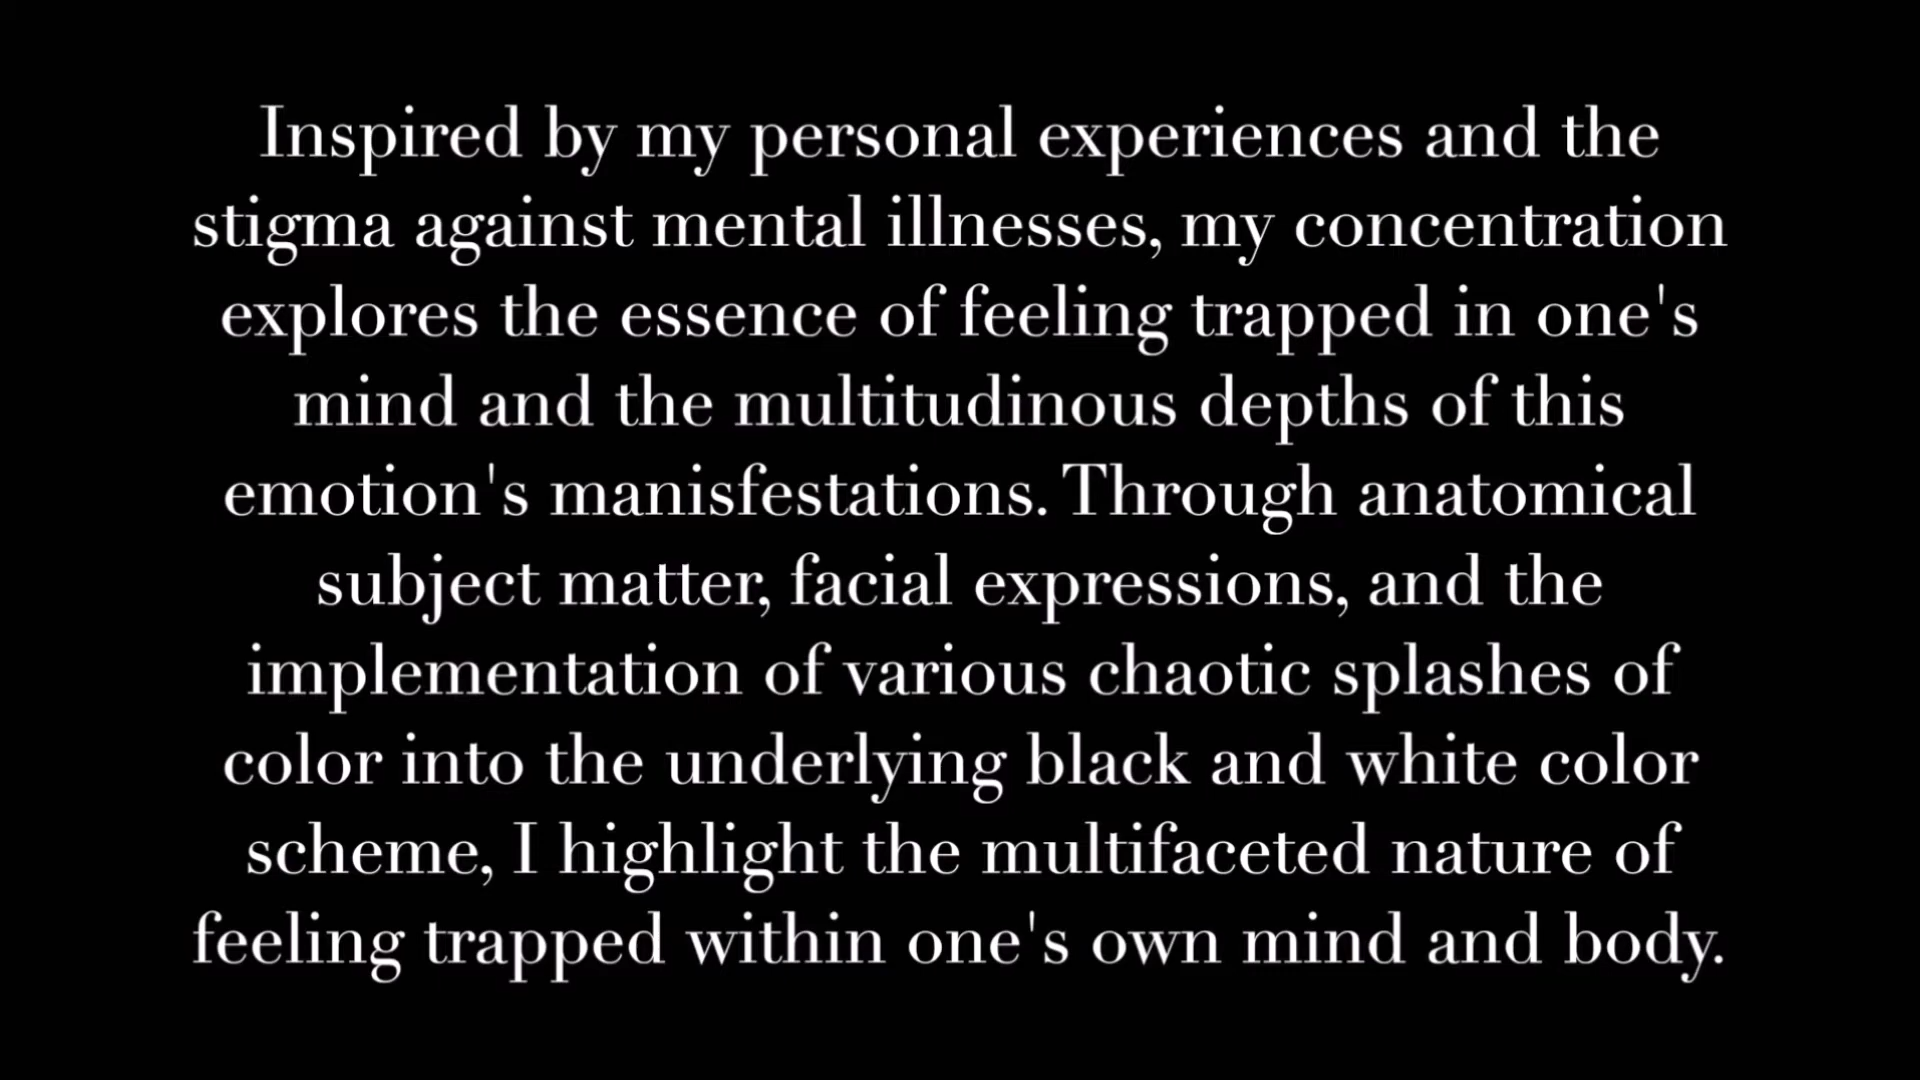 Inspired by my personal experiences and the
stigma against mental illnesses, my concentration
explores the essence of feeling trapped in one's
mind and the multitudinous depths of this
emotion's manisfestations. Through anatomical
subject matter, facial expressions, and the
implementation of various chaotic splashes of
color into the underlying black and white color
scheme, I highlight the multifaceted nature of
feeling trapped within one's own mind and body.